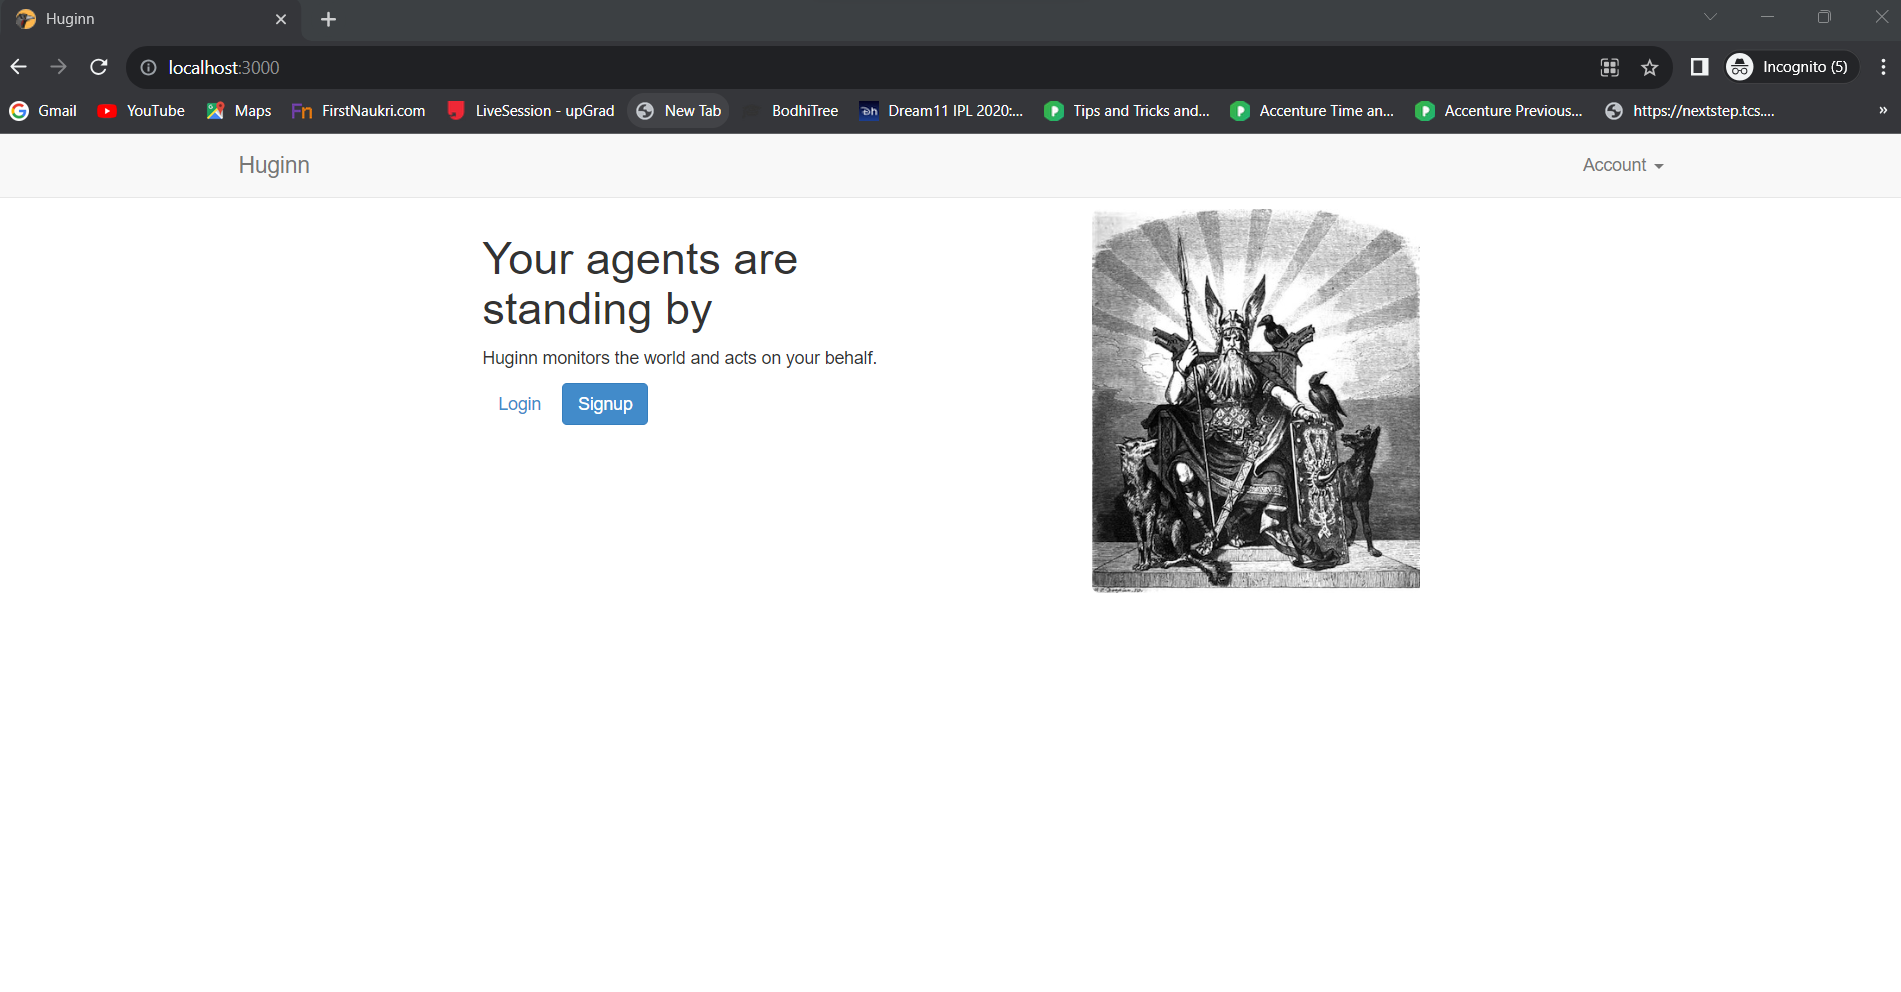 Huginn
localhost:3000
Incognito (5)
Gmail
YouTube
Maps
Fn FirstNaukri.com
LiveSession - upGrad
New Tab
BodhiTree
Dh Dream11 IPL 2020:...
P Tips and Tricks and...
P Accenture Time an...
P Accenture Previous...
https://nextstep.tcs....
»
Huginn
Account
Your agents are
standing by
Huginn monitors the world and acts on your behalf.
Login
Signup